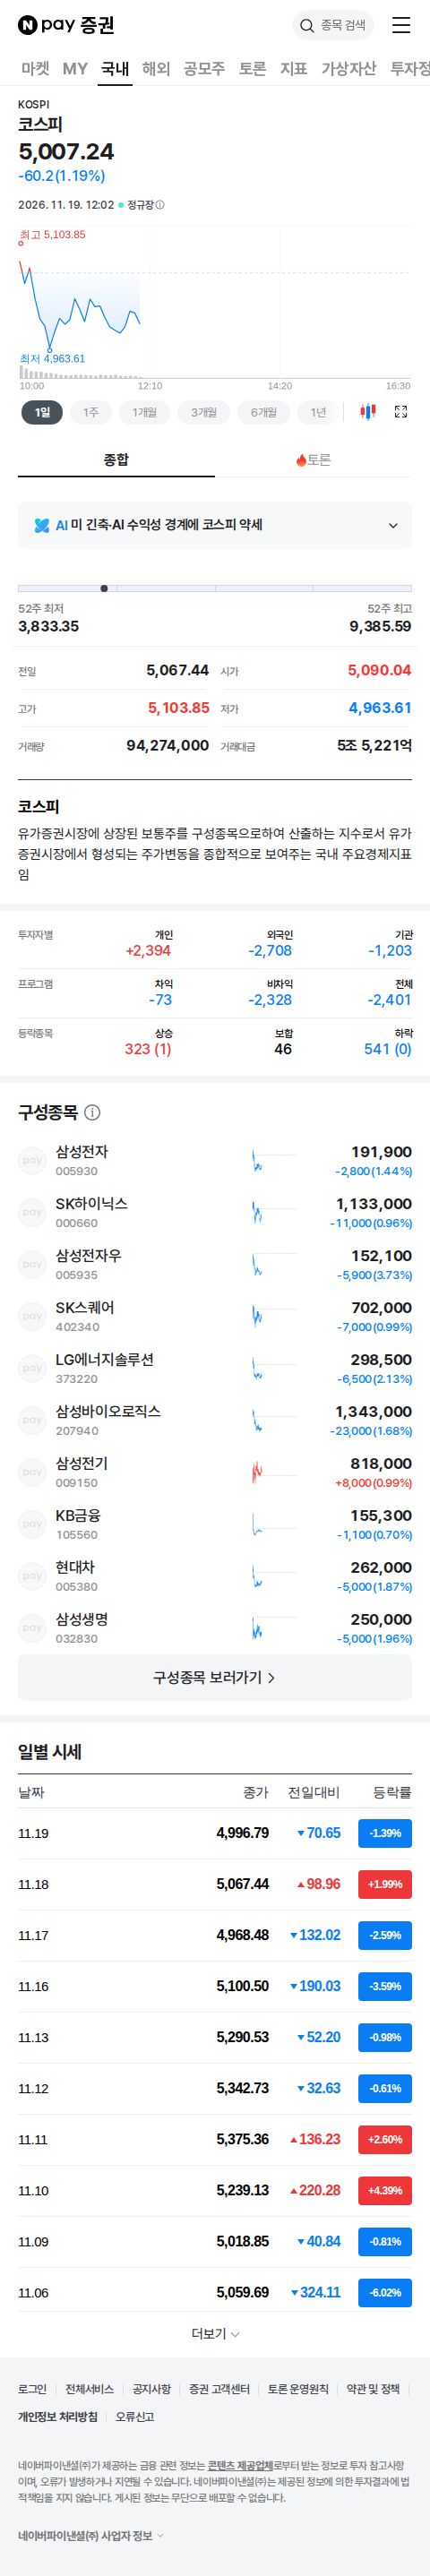 N pay 증권
종목 검색
마켓 MY 국내 해외 공모주 토론 지표 가상자산 투자정
KOSPI
코스피
5,007.24
-60.2(1.19%)
2026. 11. 19. 12:02 정규장
최고 5,103.85
최저 4,963.61
10:00 12:10 14:20 16:30
1일 1주 1개월 3개월 6개월 1년
종합 토론
AI 미 긴축·AI 수익성 경계에 코스피 약세
52주 최저 52주 최고
3,833.35 9,385.59
전일 5,067.44 시가 5,090.04
고가 5,103.85 저가 4,963.61
거래량 94,274,000 거래대금 5조 5,221억
코스피
유가증권시장에 상장된 보통주를 구성종목으로하여 산출하는 지수로서 유가
증권시장에서 형성되는 주가변동을 종합적으로 보여주는 국내 주요경제지표
임
투자자별 개인 외국인 기관
+2,394 -2,708 -1,203
프로그램 차익 비차익 전체
-73 -2,328 -2,401
등락종목 상승 보합 하락
323 (1) 46 541 (0)
구성종목
pay 삼성전자 191,900
005930 -2,800(1.44%)
pay SK하이닉스 1,133,000
000660 -11,000(0.96%)
pay 삼성전자우 152,100
005935 -5,900(3.73%)
pay SK스퀘어 702,000
402340 -7,000(0.99%)
pay LG에너지솔루션 298,500
373220 -6,500(2.13%)
pay 삼성바이오로직스 1,343,000
207940 -23,000(1.68%)
pay 삼성전기 818,000
009150 +8,000(0.99%)
pay KB금융 155,300
105560 -1,100(0.70%)
pay 현대차 262,000
005380 -5,000(1.87%)
pay 삼성생명 250,000
032830 -5,000(1.96%)
구성종목 보러가기
일별 시세
날짜 종가 전일대비 등락률
11.19 4,996.79 ▼70.65 -1.39%
11.18 5,067.44 ▲98.96 +1.99%
11.17 4,968.48 ▼132.02 -2.59%
11.16 5,100.50 ▼190.03 -3.59%
11.13 5,290.53 ▼52.20 -0.98%
11.12 5,342.73 ▼32.63 -0.61%
11.11 5,375.36 ▲136.23 +2.60%
11.10 5,239.13 ▲220.28 +4.39%
11.09 5,018.85 ▼40.84 -0.81%
11.06 5,059.69 ▼324.11 -6.02%
더보기
로그인 전체서비스 공지사항 증권 고객센터 토론 운영원칙 약관 및 정책
개인정보 처리방침 오류신고
네이버파이낸셜㈜가 제공하는 금융 관련 정보는 콘텐츠 제공업체로부터 받는 정보로 투자 참고사항
이며, 오류가 발생하거나 지연될 수 있습니다. 네이버파이낸셜㈜는 제공된 정보에 의한 투자결과에 법
적책임을 지지 않습니다. 게시된 정보는 무단으로 배포할 수 없습니다.
네이버파이낸셜㈜ 사업자 정보